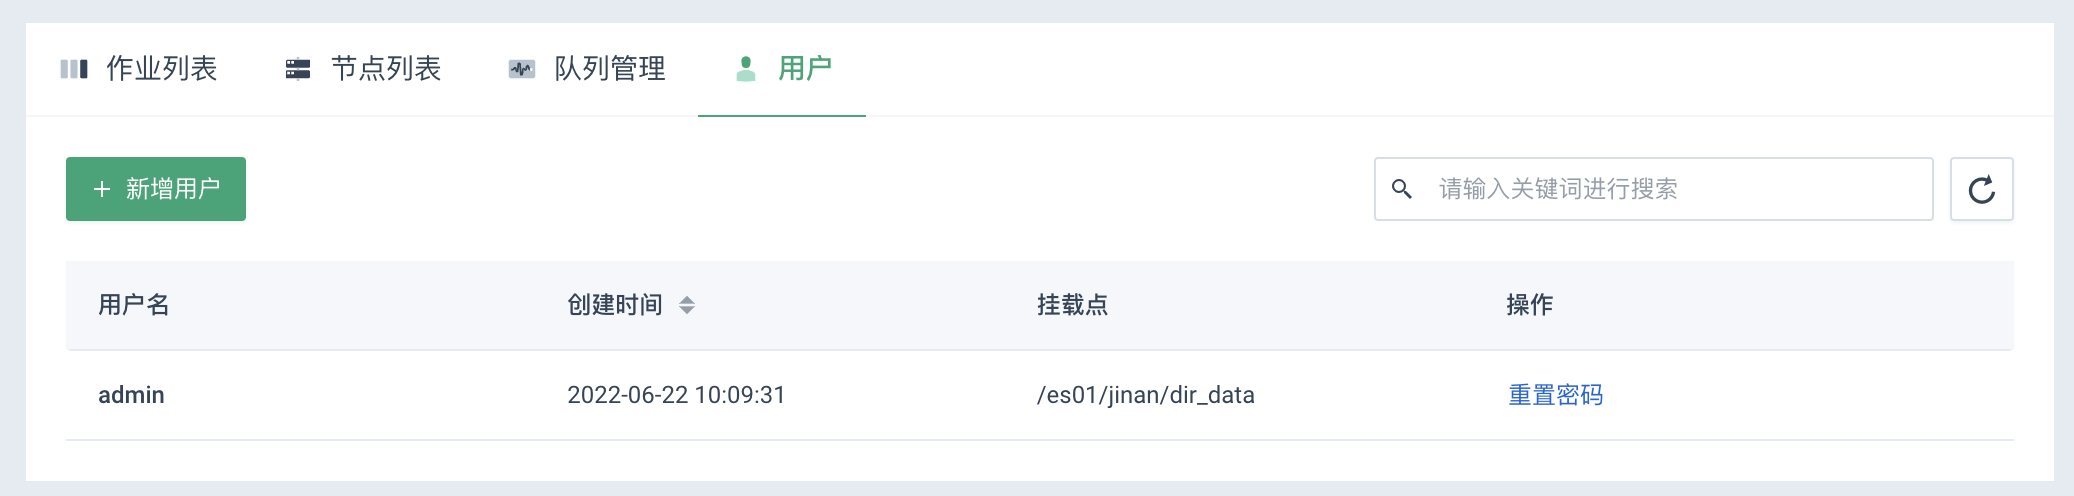 作业列表 节点列表 队列管理 用户
+ 新增用户 请输入关键词进行搜索
用户名 创建时间 挂载点 操作
admin 2022-06-22 10:09:31 /es01/jinan/dir_data 重置密码